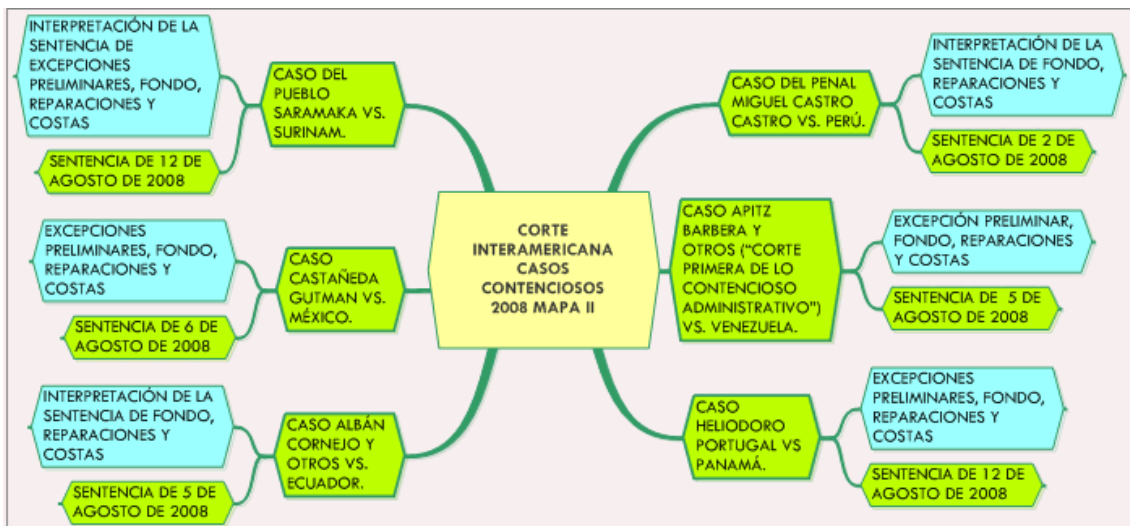 INTERPRETACIÓN DE LA
SENTENCIA DE
EXCEPCIONES
PRELIMINARES, FONDO,
REPARACIONES Y
COSTAS
CASO DEL
PUEBLO
SARAMAKA VS.
SURINAM.
SENTENCIA DE 12 DE
AGOSTO DE 2008
EXCEPCIONES
PRELIMINARES, FONDO,
REPARACIONES Y
COSTAS
CASO
CASTAÑEDA
GUTMAN VS.
MÉXICO.
SENTENCIA DE 6 DE
AGOSTO DE 2008
INTERPRETACIÓN DE LA
SENTENCIA DE FONDO,
REPARACIONES Y
COSTAS
CASO ALBÁN
CORNEJO Y
OTROS VS.
ECUADOR.
SENTENCIA DE 5 DE
AGOSTO DE 2008
CORTE
INTERAMERICANA
CASOS
CONTENCIOSOS
2008 MAPA II
CASO DEL PENAL
MIGUEL CASTRO
CASTRO VS. PERÚ.
INTERPRETACIÓN DE LA
SENTENCIA DE FONDO,
REPARACIONES Y
COSTAS
SENTENCIA DE 2 DE
AGOSTO DE 2008
CASO APITZ
BARBERA Y
OTROS ("CORTE
PRIMERA DE LO
CONTENCIOSO
ADMINISTRATIVO")
VS. VENEZUELA.
EXCEPCIÓN PRELIMINAR,
FONDO, REPARACIONES
Y COSTAS
SENTENCIA DE 5 DE
AGOSTO DE 2008
CASO
HELIODORO
PORTUGAL VS
PANAMÁ.
EXCEPCIONES
PRELIMINARES, FONDO,
REPARACIONES Y
COSTAS
SENTENCIA DE 12 DE
AGOSTO DE 2008